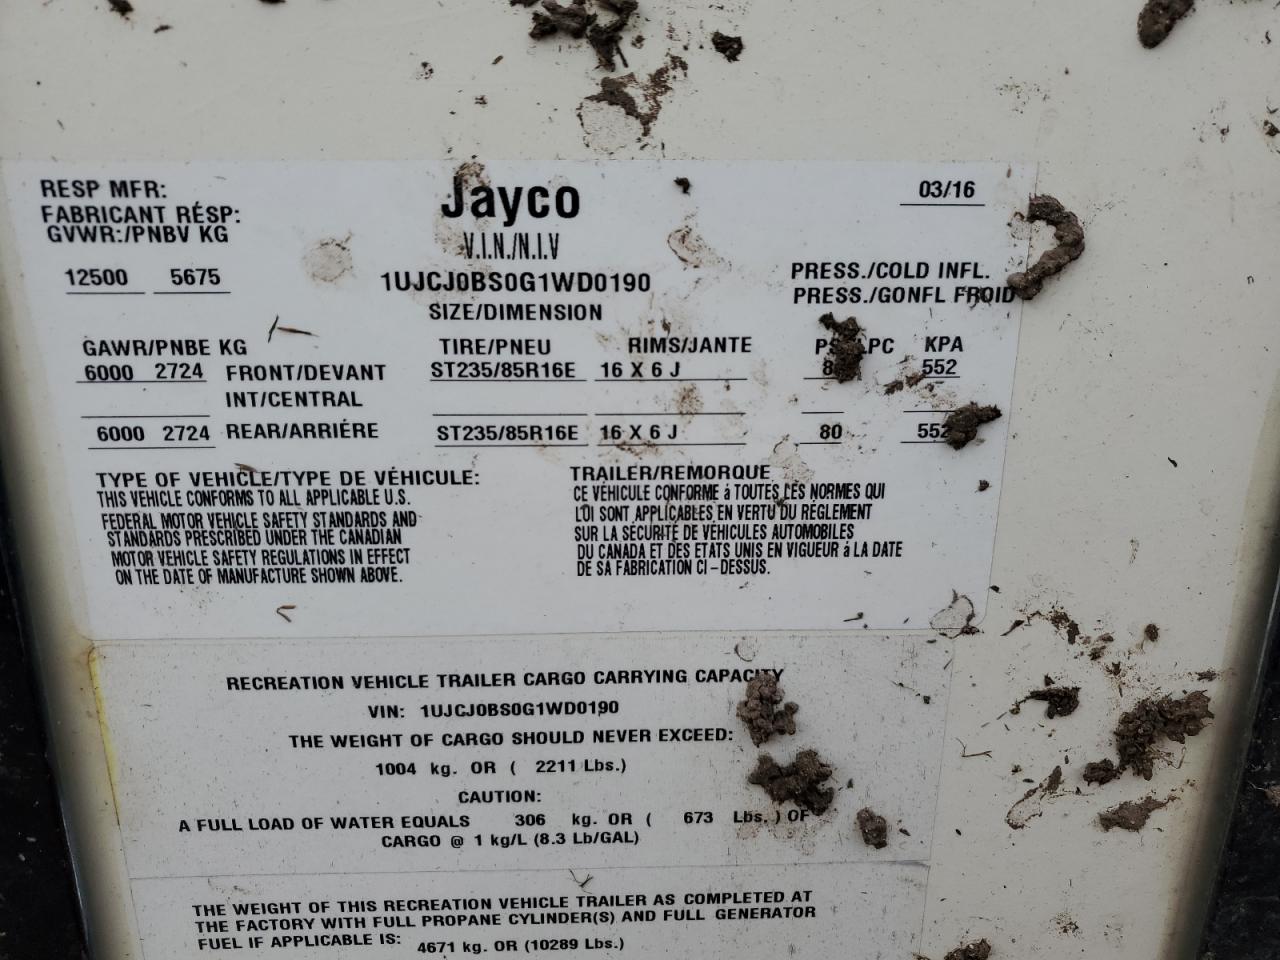 RESP MFR: Jayco 03/16
FABRICANT RÉSP:
GVWR:/PNBV KG V.I.N./N.I.V
12500 5675 1UJCJ0BS0G1WD0190 PRESS./COLD INFL.
SIZE/DIMENSION PRESS./GONFL FROID
GAWR/PNBE KG TIRE/PNEU RIMS/JANTE KPA
6000 2724 FRONT/DEVANT ST235/85R16E 16 X 6 J 552
INT/CENTRAL
6000 2724 REAR/ARRIÉRE ST235/85R16E 16 X 6 J 80 552
TYPE OF VEHICLE/TYPE DE VÉHICULE: TRAILER/REMORQUE
THIS VEHICLE CONFORMS TO ALL APPLICABLE U.S.
FEDERAL MOTOR VEHICLE SAFETY STANDARDS AND
STANDARDS PRESCRIBED UNDER THE CANADIAN
MOTOR VEHICLE SAFETY REGULATIONS IN EFFECT
ON THE DATE OF MANUFACTURE SHOWN ABOVE.
CE VÉHICULE CONFORME á TOUTES LES NORMES QUI
LOI SONT APPLICABLES EN VERTU DU RÉGLEMENT
SUR LA SÉCURITÉ DE VÉHICULES AUTOMOBILES
DU CANADA ET DES ETATS UNIS EN VIGUEUR á LA DATE
DE SA FABRICATION CI-DESSUS.
RECREATION VEHICLE TRAILER CARGO CARRYING CAPACITY
VIN: 1UJCJ0BS0G1WD0190
THE WEIGHT OF CARGO SHOULD NEVER EXCEED:
1004 kg. OR ( 2211 Lbs.)
CAUTION:
A FULL LOAD OF WATER EQUALS 306 kg. OR ( 673 Lbs. ) OF
CARGO @ 1 kg/L (8.3 Lb/GAL)
THE WEIGHT OF THIS RECREATION VEHICLE TRAILER AS COMPLETED AT
THE FACTORY WITH FULL PROPANE CYLINDER(S) AND FULL GENERATOR
FUEL IF APPLICABLE IS: 4671 kg. OR (10289 Lbs.)